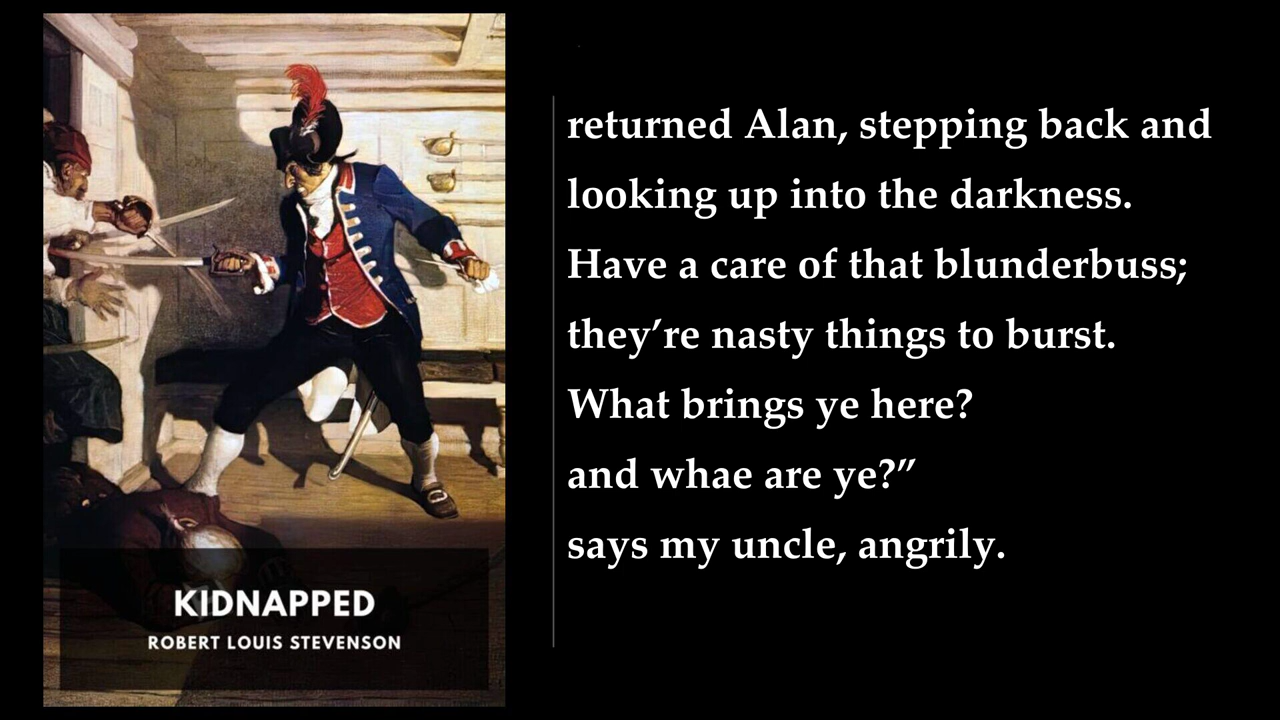 KIDNAPPED
ROBERT LOUIS STEVENSON
returned Alan, stepping back and
looking up into the darkness.
Have a care of that blunderbuss;
they’re nasty things to burst.
What brings ye here?
and whae are ye?”
says my uncle, angrily.